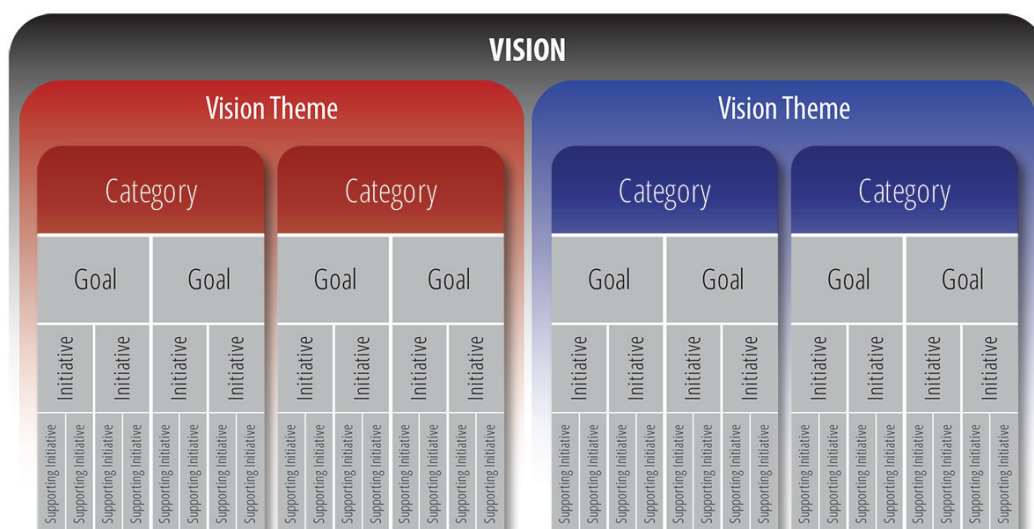 VISION
Vision Theme Vision Theme
Category Category Category Category
Goal Goal Goal Goal Goal Goal Goal Goal
Initiative Initiative Initiative Initiative Initiative Initiative Initiative Initiative Initiative Initiative Initiative Initiative Initiative Initiative Initiative Initiative
Supporting Initiative Supporting Initiative Supporting Initiative Supporting Initiative Supporting Initiative Supporting Initiative Supporting Initiative Supporting Initiative Supporting Initiative Supporting Initiative Supporting Initiative Supporting Initiative Supporting Initiative Supporting Initiative Supporting Initiative Supporting Initiative Supporting Initiative Supporting Initiative Supporting Initiative Supporting Initiative Supporting Initiative Supporting Initiative Supporting Initiative Supporting Initiative Supporting Initiative Supporting Initiative Supporting Initiative Supporting Initiative Supporting Initiative Supporting Initiative Supporting Initiative Supporting Initiative